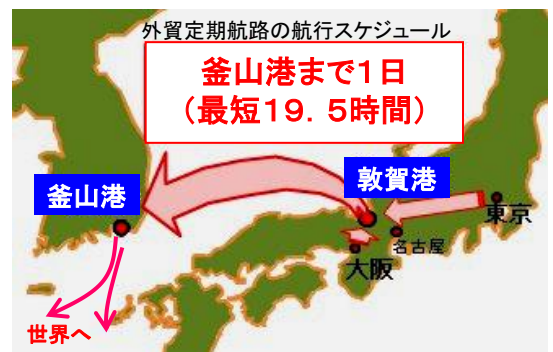 外貿定期航路の航行スケジュール
釜山港まで1日
（最短19．5時間）
敦賀港
釜山港
東京
名古屋
大阪
世界へ